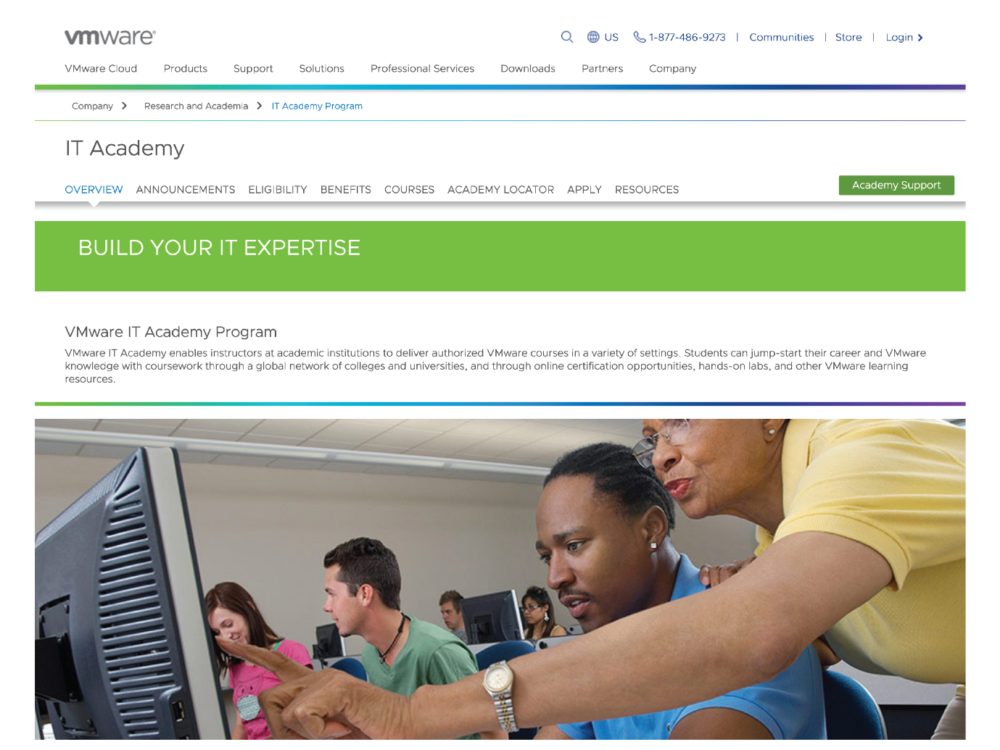 vmware
US 1-877-486-9273 | Communities | Store | Login
VMware Cloud Products Support Solutions Professional Services Downloads Partners Company
Company Research and Academia IT Academy Program
IT Academy
OVERVIEW ANNOUNCEMENTS ELIGIBILITY BENEFITS COURSES ACADEMY LOCATOR APPLY RESOURCES
Academy Support
BUILD YOUR IT EXPERTISE
VMware IT Academy Program
VMware IT Academy enables instructors at academic institutions to deliver authorized VMware courses in a variety of settings. Students can jump-start their career and VMware
knowledge with coursework through a global network of colleges and universities, and through online certification opportunities, hands-on labs, and other VMware learning
resources.